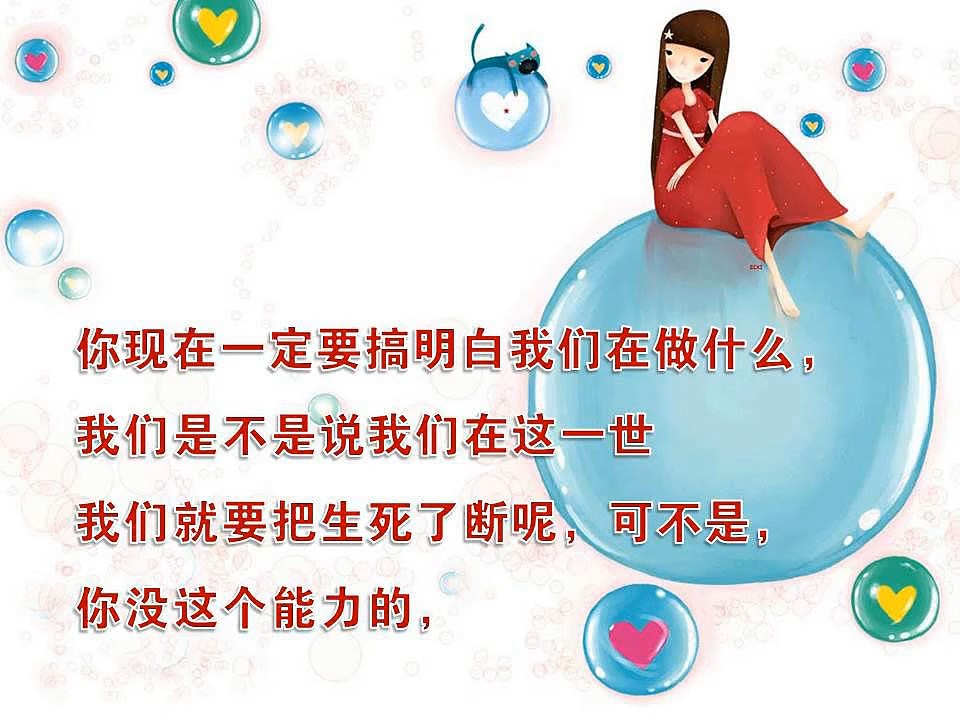 你现在一定要搞明白我们在做什么，
我们是不是说我们在这一世
我们就要把生死了断呢，可不是，
你没这个能力的，